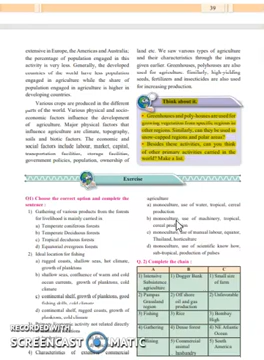 39
extensive in Europe, the Americas and Australia;
the percentage of population engaged in this
activity is very less. Generally, the developed
countries of the world have less population
engaged in agriculture while the share of
population engaged in agriculture is higher in
developing countries.
Various crops are produced in the different
parts of the world. Various physical and socio-
economic factors influence the development
of agriculture. Major physical factors that
influence agriculture are climate, topography,
soils and biotic factors. The economic and
social factors include labour, market, capital,
transportation facilities, storage facilities,
government policies, population, ownership of
land etc. We saw various types of agriculture
and their characteristics through the images
given earlier. Greenhouses, polyhouses are also
used for agriculture. Similarly, high-yielding
seeds, fertilizers and insecticides are also used
for increasing production.
Think about it.
• Greenhouses and poly-houses are used for
growing vegetation from specific regions in
other regions. Similarly, can they be used in
snow-capped regions and polar areas?
• Besides these activities, can you think
of other primary activities carried in the
world? Make a list.
Exercise
Q1) Choose the correct option and complete the
sentence :
1) Gathering of various products from the forests
for livelihood is mainly carried in
a) Temperate coniferous forests
b) Temperate Deciduous forests
c) Tropical deciduous forests
d) Equatorial evergreen forests
2) Ideal location for fishing
a) rugged coasts, shallow seas, hot climate,
growth of planktons
b) shallow seas, confluence of warm and cold
ocean currents, growth of planktons, cold
climate
c) continental shelf, growth of planktons, good
fishing skills, cold climate
d) continental shelf, rugged coasts, growth of
planktons, cold climate.
activity not related directly
4) Characteristics of extensive commercial
agriculture
a) monoculture, use of water, tropical, cereal
production
b) monoculture, use of machinery, tropical,
cereal production
c) monoculture, use of manual labour, equator,
Thailand, horticulture
d) monoculture, use of scientific know how,
sub-tropical, production of pulses
Q. 2) Complete the chain :
A B C
1) Intensive Subsistence agriculture 1) Dogger Bank 1) Small size of farm
2) Pampas Grassland region 2) Off shore oil and gas production 2) Unfavourable
3) Fishing 3) Rice 3) Bombay High
4) Gathering 4) Dense forest 4) NE Atlantic Ocean
5) Commercial animal husbandry 5) South America
RECORDED WITH
SCREENCAST
MATIC